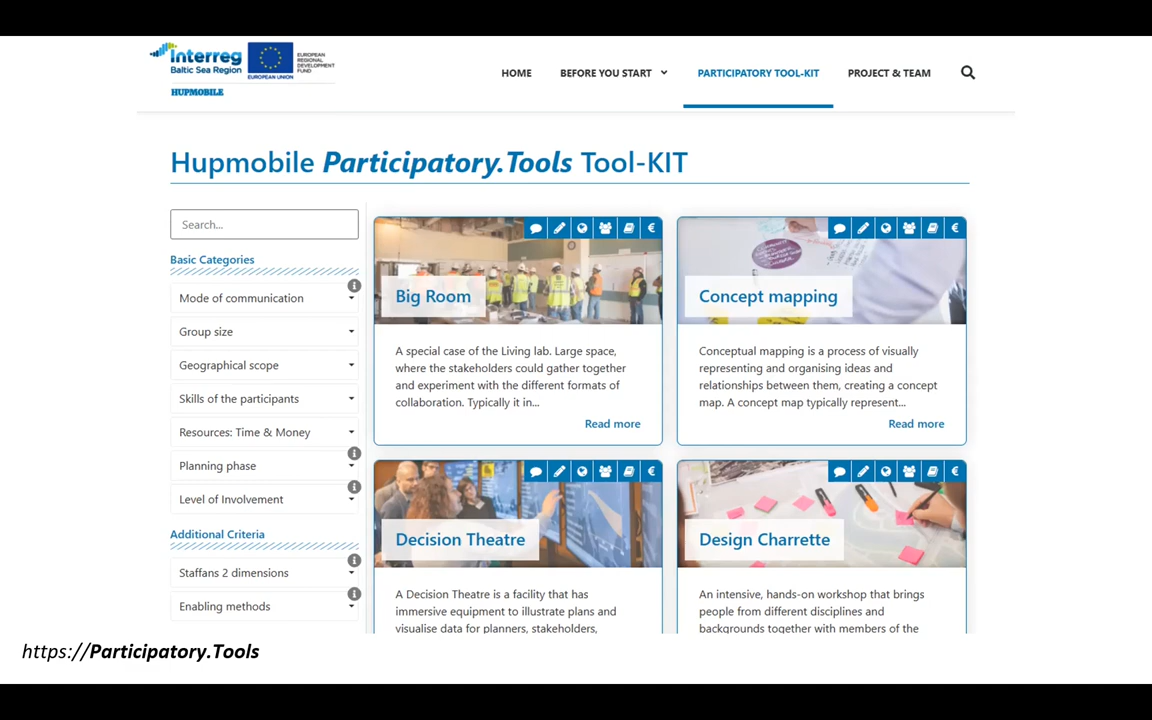 interreg
Baltic Sea Region
EUROPEAN UNION
EUROPEAN
REGIONAL
DEVELOPMENT
FUND
HUPMOBILE
HOME
BEFORE YOU START
PARTICIPATORY TOOL-KIT
PROJECT & TEAM
Hupmobile Participatory.Tools Tool-KIT
Search...
Basic Categories
Mode of communication
Group size
Geographical scope
Skills of the participants
Resources: Time & Money
Planning phase
Level of Involvement
Additional Criteria
Staffans 2 dimensions
Enabling methods
Big Room
A special case of the Living lab. Large space,
where the stakeholders could gather together
and experiment with the different formats of
collaboration. Typically it in...
Read more
Concept mapping
Conceptual mapping is a process of visually
representing and organising ideas and
relationships between them, creating a concept
map. A concept map typically represent...
Read more
Decision Theatre
A Decision Theatre is a facility that has
immersive equipment to illustrate plans and
visualise data for planners, stakeholders,
Design Charrette
An intensive, hands-on workshop that brings
people from different disciplines and
backgrounds together with members of the
https://Participatory.Tools